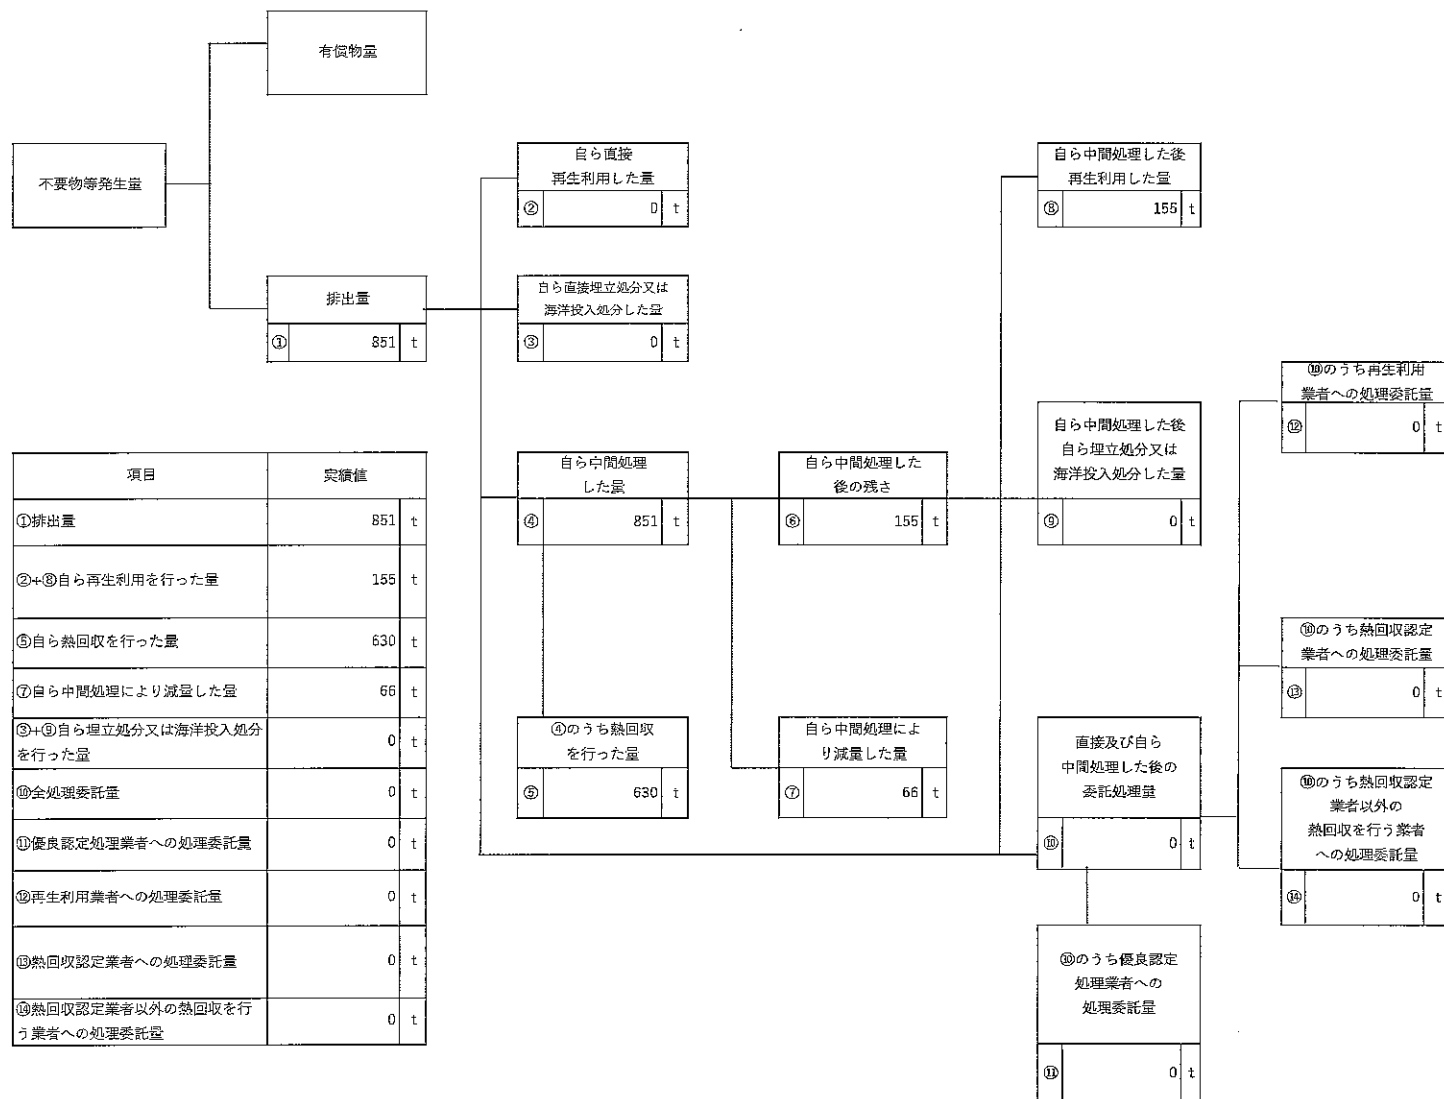 有償物量
不要物等発生量
排出量
① 851 t
自ら直接
再生利用した量
② 0 t
自ら直接埋立処分又は
海洋投入処分した量
③ 0 t
自ら中間処理
した量
④ 851 t
④のうち熱回収
を行った量
⑤ 630 t
自ら中間処理した
後の残さ
⑥ 155 t
自ら中間処理によ
り減量した量
⑦ 66 t
自ら中間処理した後
再生利用した量
⑧ 155 t
自ら中間処理した後
自ら埋立処分又は
海洋投入処分した量
⑨ 0 t
直接及び自ら
中間処理した後の
委託処理量
⑩ 0 t
⑩のうち優良認定
処理業者への
処理委託量
⑪ 0 t
⑩のうち再生利用
業者への処理委託量
⑫ 0 t
⑩のうち熱回収認定
業者への処理委託量
⑬ 0 t
⑩のうち熱回収認定
業者以外の
熱回収を行う業者
への処理委託量
⑭ 0 t
項目 実績値
①排出量 851 t
②+⑧自ら再生利用を行った量 155 t
⑤自ら熱回収を行った量 630 t
⑦自ら中間処理により減量した量 66 t
③+⑨自ら埋立処分又は海洋投入処分
を行った量 0 t
⑩全処理委託量 0 t
⑪優良認定処理業者への処理委託量 0 t
⑫再生利用業者への処理委託量 0 t
⑬熱回収認定業者への処理委託量 0 t
⑭熱回収認定業者以外の熱回収を行
う業者への処理委託量 0 t